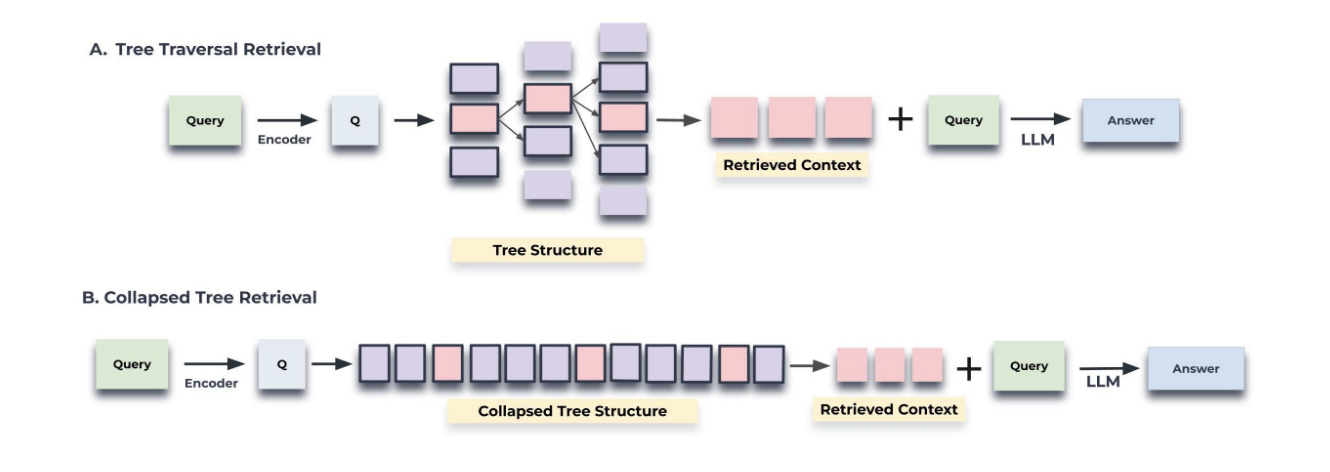 A. Tree Traversal Retrieval
Query
Encoder
Q
Tree Structure
Retrieved Context
+
Query
LLM
Answer
B. Collapsed Tree Retrieval
Query
Encoder
Q
Collapsed Tree Structure
Retrieved Context
+
Query
LLM
Answer